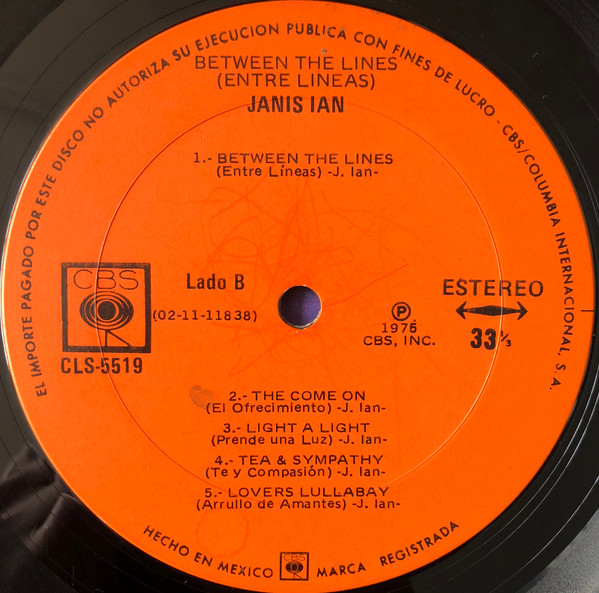 EL IMPORTE PAGADO POR ESTE DISCO NO AUTORIZA SU EJECUCION PUBLICA CON FINES DE LUCRO - CBS/COLUMBIA INTERNACIONAL, S.A.
BETWEEN THE LINES
(ENTRE LINEAS)
JANIS IAN
1.- BETWEEN THE LINES
(Entre Líneas) -J. Ian-
CBS
CLS-5519
Lado B
(02-11-11838)
P
1975
CBS, INC.
ESTEREO
33 1/3
2.- THE COME ON
(El Ofrecimiento) -J. Ian-
3.- LIGHT A LIGHT
(Prende una Luz) -J. Ian-
4.- TEA & SYMPATHY
(Te y Compasión) -J. Ian-
5.- LOVERS LULLABAY
(Arrullo de Amantes) -J. Ian-
HECHO EN MEXICO CBS MARCA REGISTRADA